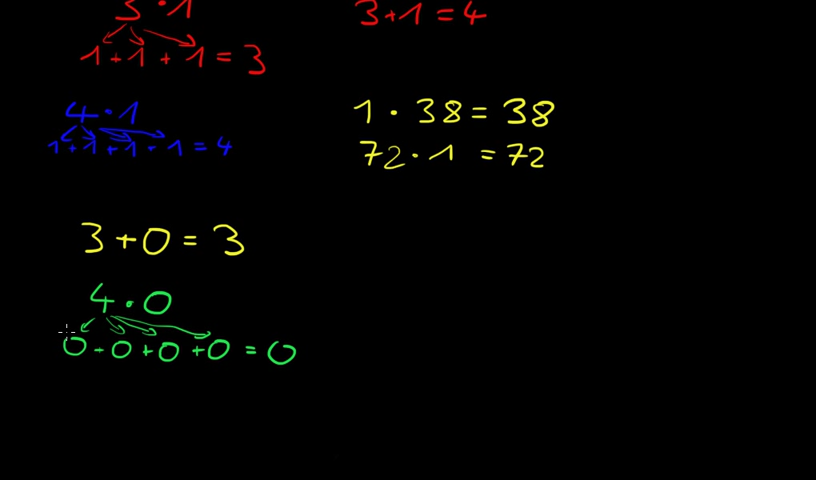 3 · 1
3 + 1 = 4
1 + 1 + 1 = 3
4 · 1
1 · 38 = 38
1 + 1 + 1 - 1 = 4
72 · 1 = 72
3 + 0 = 3
4 · 0
0 - 0 + 0 + 0 = 0